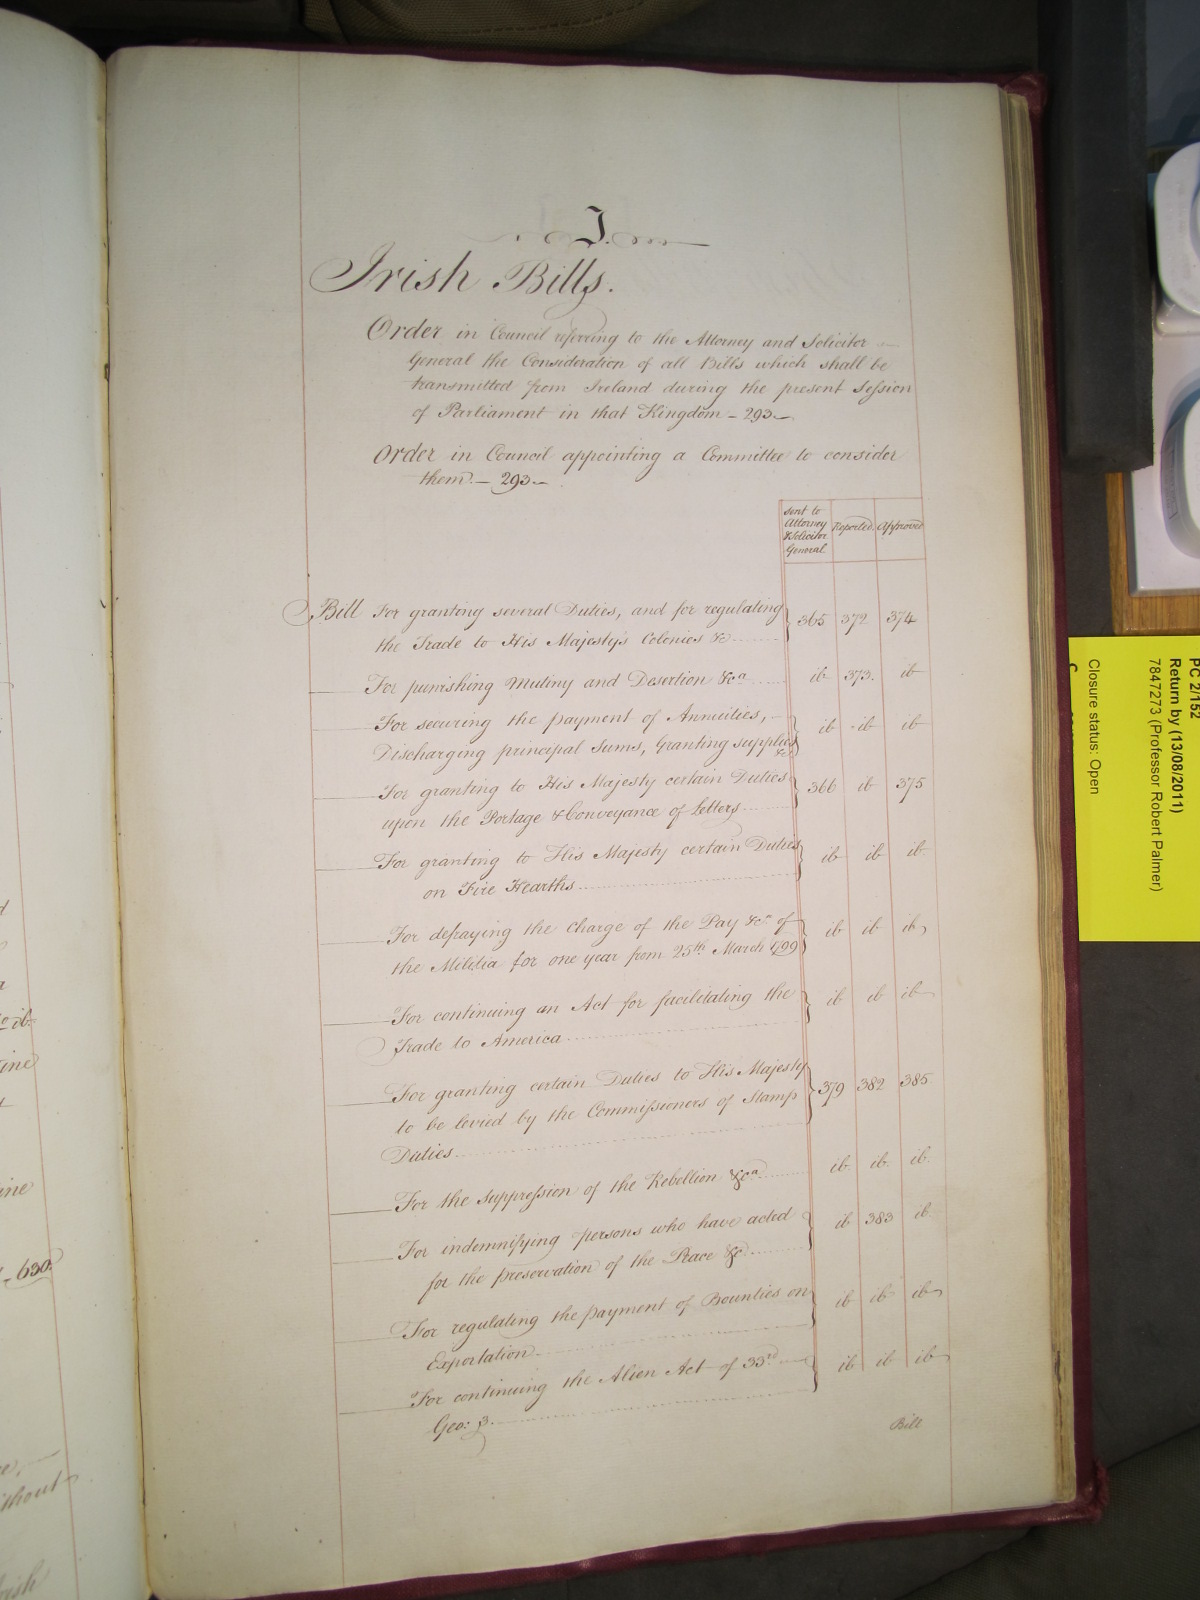 I.
Irish Bills.
Order in Council referring to the Attorney and Solicitor
General the Consideration of all Bills which shall be
transmitted from Ireland during the present Session
of Parliament in that Kingdom - 293.
Order in Council appointing a Committee to consider
them. - 293.
sent to Attorney & Solicitor General | Reported | Approved
Bill For granting several Duties, and for regulating
the Trade to His Majesty's Colonies &c ........ 365 372 374
For punishing Mutiny and Desertion &ca ...... ib 373. ib
For securing the payment of Annuities, -
Discharging principal Sums, Granting supplies &c. ib - ib ib
For granting to His Majesty certain Duties
upon the Portage & Conveyance of Letters ....... 366 ib 375
For granting to His Majesty certain Duties
on Fire Hearths ........ ib ib ib
For defraying the Charge of the Pay &ca of
the Militia for one year from 25th March 1799 ib ib ib
For continuing an Act for facilitating the
Trade to America ........ ib ib ib
For granting certain Duties to His Majesty
to be levied by the Commissioners of Stamp
Duties ........ 379 382 385
For the suppression of the Rebellion &ca ........ ib. ib. ib.
For indemnifying persons who have acted
for the preservation of the Peace &c. ........ ib 383 ib.
For regulating the payment of Bounties on
Exportation ........ ib ib ib
For continuing the Alien Act of 33rd
Geo: 3. ........ ib ib ib
Bill
- 630.
ithout
PC 2/152
Return by (13/08/2011)
7847273 (Professor Robert Palmer)
Closure status: Open